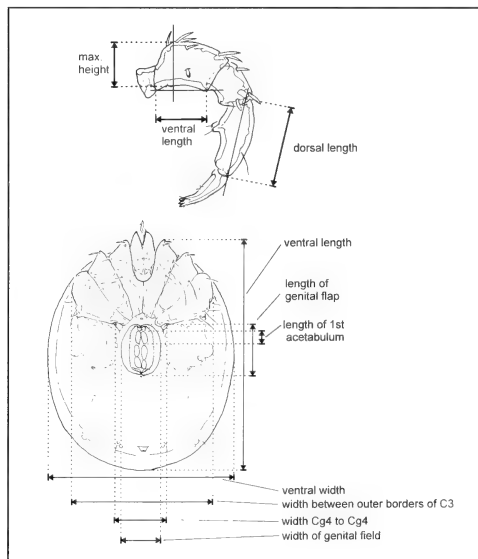 max.
height
ventral
length
dorsal length
ventral length
length of
genital flap
length of 1st
acetabulum
ventral width
width between outer borders of C3
width Cg4 to Cg4
width of genital field